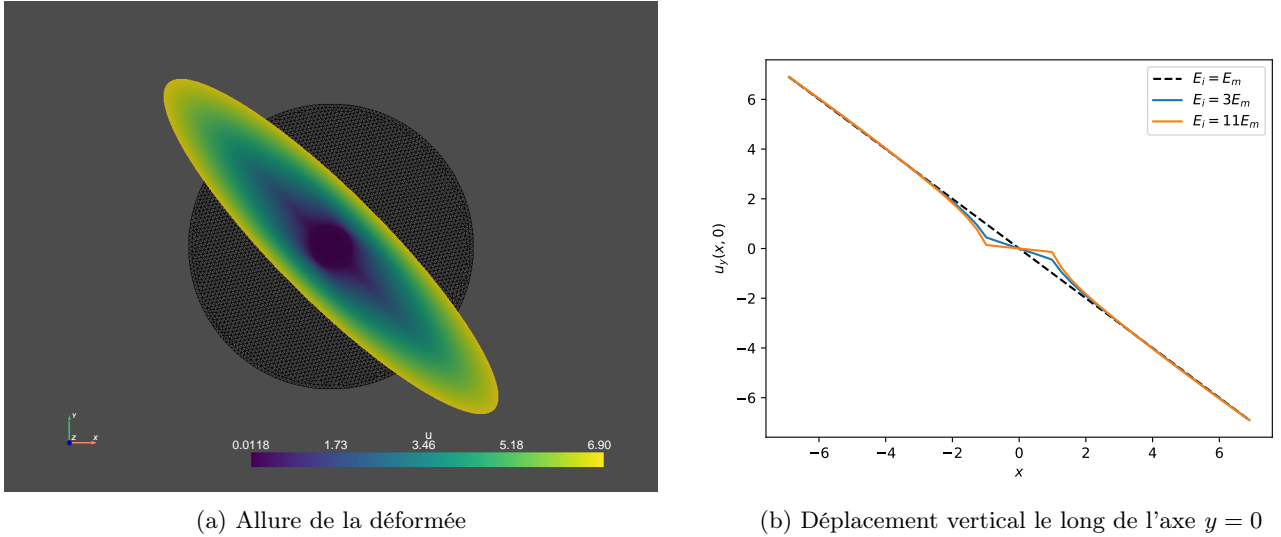 Y
Z
X
u
0.0118 1.73 3.46 5.18 6.90
(a) Allure de la déformée
E_i = E_m
E_i = 3E_m
E_i = 11E_m
6
4
2
0
−2
−4
−6
u_y(x, 0)
−6 −4 −2 0 2 4 6
x
(b) Déplacement vertical le long de l'axe y = 0